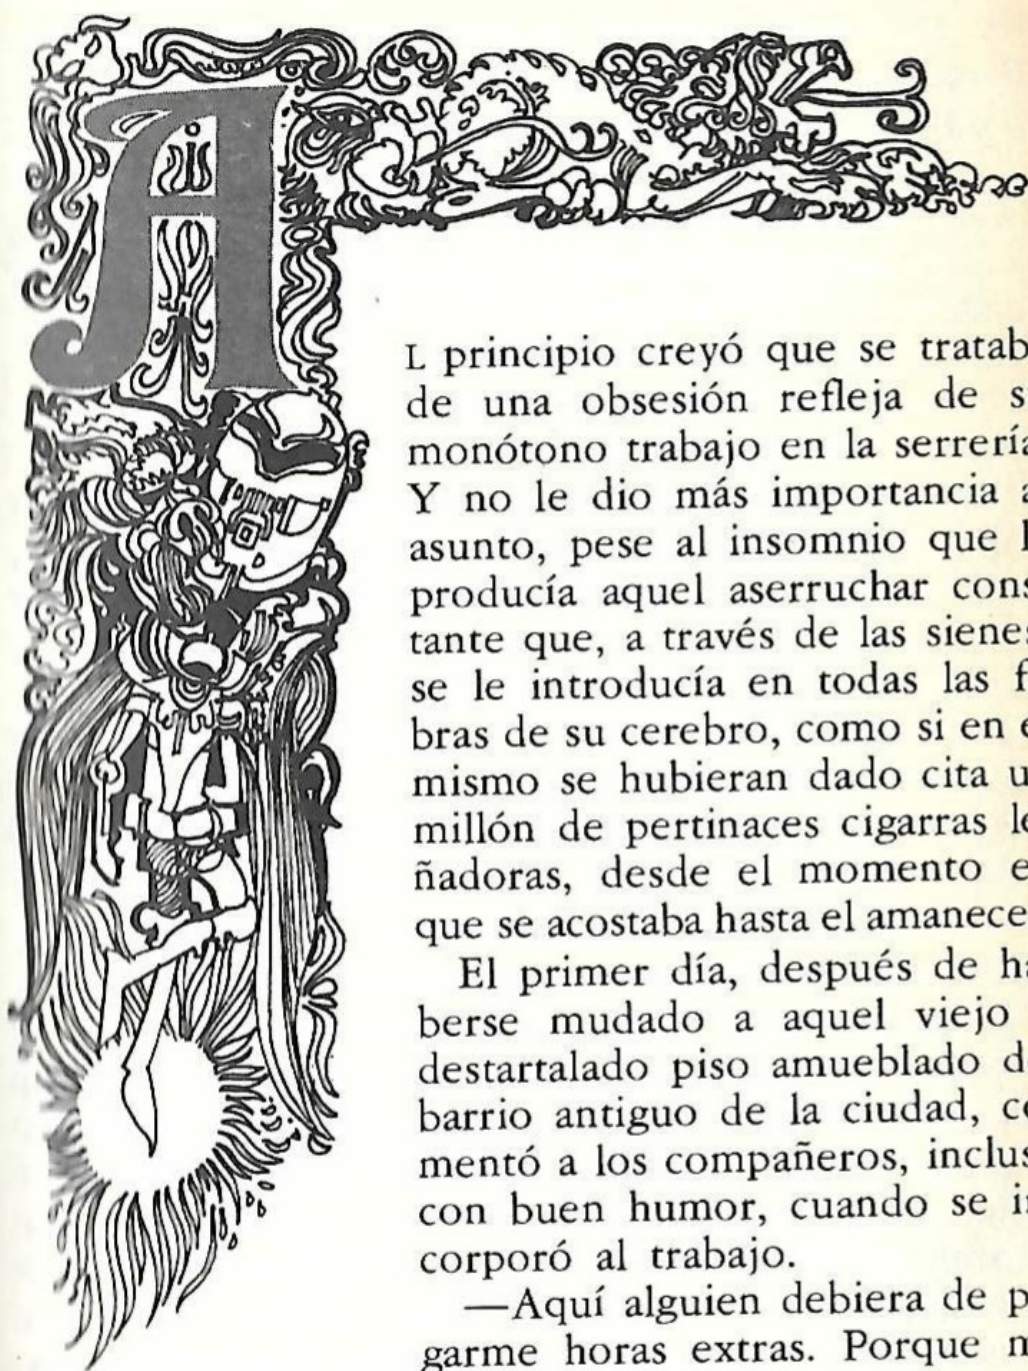 A
L principio creyó que se tratab
de una obsesión refleja de s
monótono trabajo en la serrería
Y no le dio más importancia a
asunto, pese al insomnio que l
producía aquel aserruchar cons
tante que, a través de las sienes
se le introducía en todas las f
bras de su cerebro, como si en e
mismo se hubieran dado cita u
millón de pertinaces cigarras le
ñadoras, desde el momento e
que se acostaba hasta el amanece
El primer día, después de ha
berse mudado a aquel viejo
destartalado piso amueblado de
barrio antiguo de la ciudad, co
mentó a los compañeros, inclus
con buen humor, cuando se in
corporó al trabajo.
—Aquí alguien debiera de p
garme horas extras. Porque n